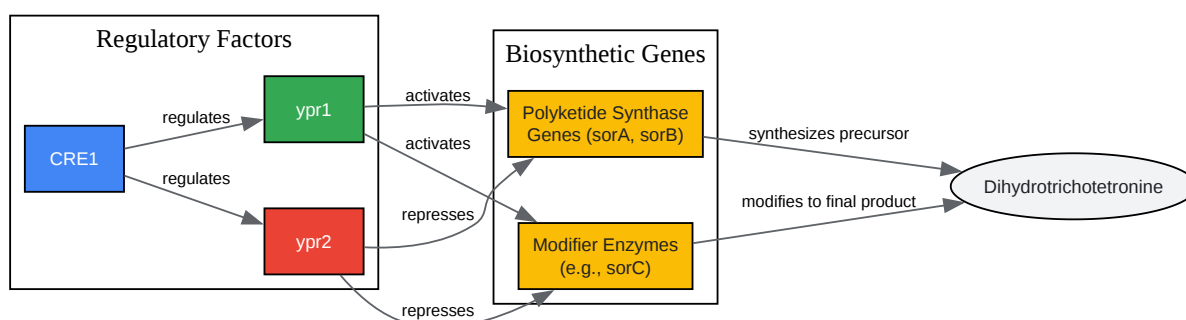 Regulatory Factors
CRE1
regulates
regulates
ypr1
ypr2
activates
activates
represses
represses
Biosynthetic Genes
Polyketide Synthase
Genes (sorA, sorB)
Modifier Enzymes
(e.g., sorC)
synthesizes precursor
modifies to final product
Dihydrotrichotetronine